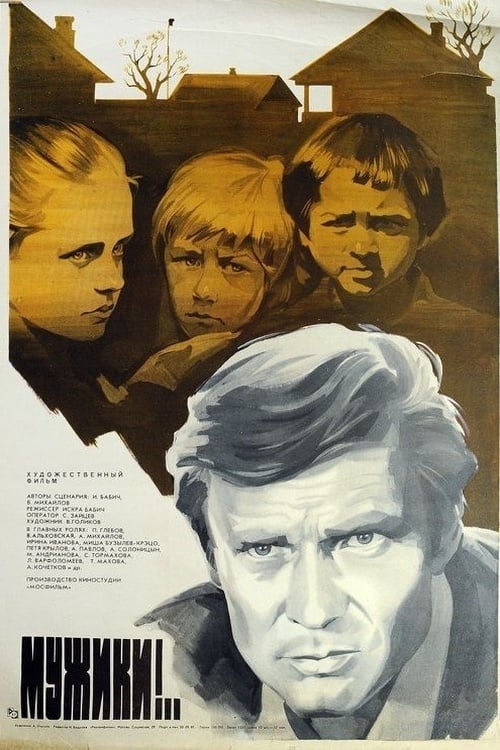 ХУДОЖЕСТВЕННЫЙ
ФИЛЬМ
АВТОРЫ СЦЕНАРИЯ: И. БАБИЧ,
В. МИХАЙЛОВ
РЕЖИССЕР ИСКРА БАБИЧ
ОПЕРАТОР С. ЗАЙЦЕВ
ХУДОЖНИК В. ГОЛИКОВ
В ГЛАВНЫХ РОЛЯХ: П. ГЛЕБОВ,
В. АЛЬХОВСКАЯ, А. МИХАЙЛОВ,
ИРИНА ИВАНОВА, МИША БУЗЫЛЕВ-КРЕЦО,
ПЕТЯ КРЫЛОВ, А. ПАВЛОВ, А. СОЛОНИЦЫН,
М. АНДРИАНОВА, С. ТОРМАХОВА,
Л. ВАРФОЛОМЕЕВ, Т. МАХОВА,
А. КОЧЕТКОВ и др.
ПРОИЗВОДСТВО КИНОСТУДИИ
«МОСФИЛЬМ»
МУЖИКИ!..